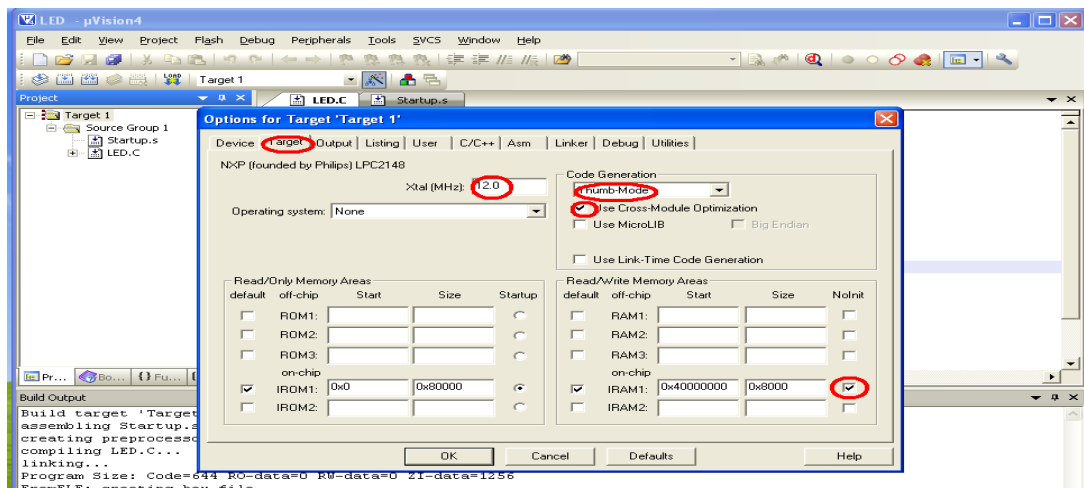 LED - µVision4
File Edit View Project Flash Debug Peripherals Tools SVCS Window Help
LOAD Target 1
Project
LED.C Startup.s
Target 1
Source Group 1
Startup.s
LED.C
Options for Target 'Target 1'
Device Target Output Listing User C/C++ Asm Linker Debug Utilities
NXP (founded by Philips) LPC2148
Xtal (MHz): 12.0
Operating system: None
Code Generation
Thumb-Mode
Use Cross-Module Optimization
Use MicroLIB Big Endian
Use Link-Time Code Generation
Read/Only Memory Areas
default off-chip Start Size Startup
ROM1:
ROM2:
ROM3:
on-chip
IROM1: 0x0 0x80000
IROM2:
Read/Write Memory Areas
default off-chip Start Size NoInit
RAM1:
RAM2:
RAM3:
on-chip
IRAM1: 0x40000000 0x8000
IRAM2:
OK Cancel Defaults Help
Pr... Bo... {} Fu...
Build Output
Build target 'Target
assembling Startup.s
creating preprocesso
compiling LED.C...
linking...
Program Size: Code=644 RO-data=0 RW-data=0 ZI-data=1256